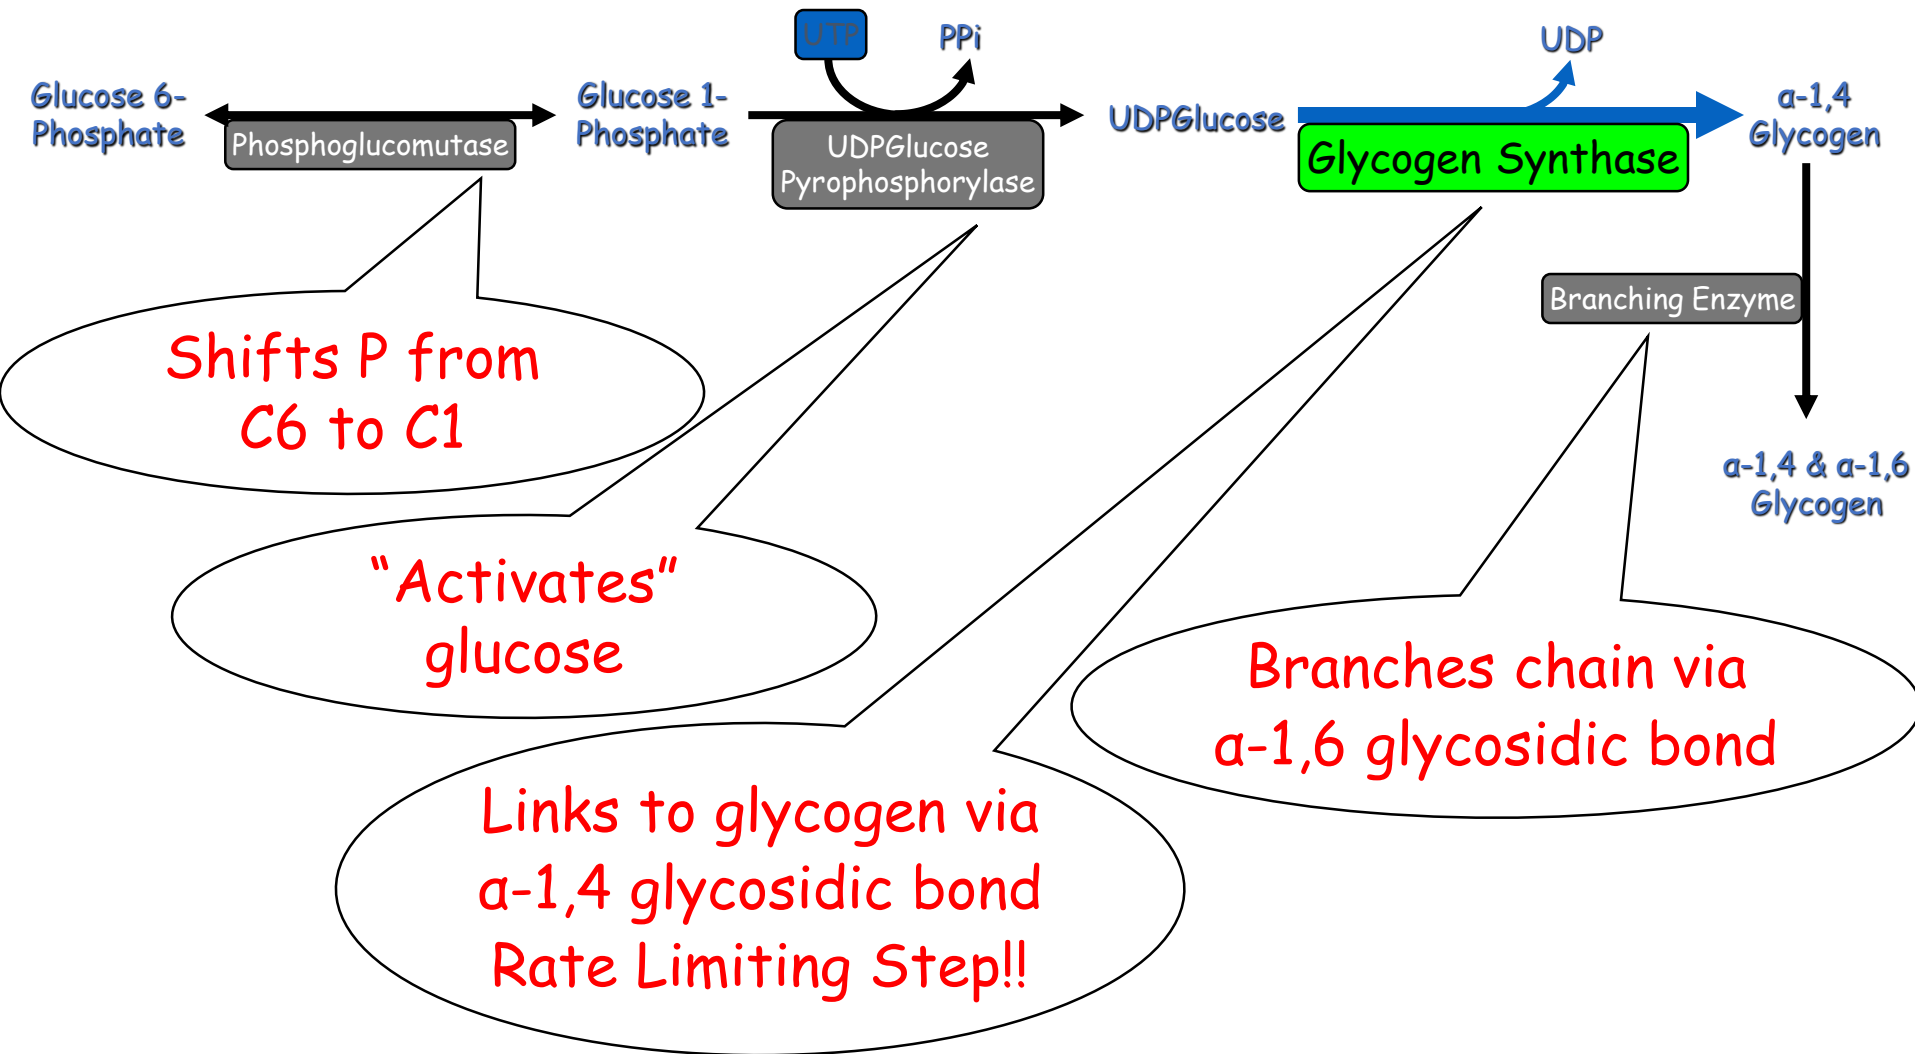 UTP
PPi
UDP
Glucose 6-
Phosphate
Phosphoglucomutase
Glucose 1-
Phosphate
UDPGlucose
Pyrophosphorylase
UDPGlucose
Glycogen Synthase
α-1,4
Glycogen
Branching Enzyme
α-1,4 & α-1,6
Glycogen
Shifts P from
C6 to C1
“Activates”
glucose
Links to glycogen via
α-1,4 glycosidic bond
Rate Limiting Step!!
Branches chain via
α-1,6 glycosidic bond